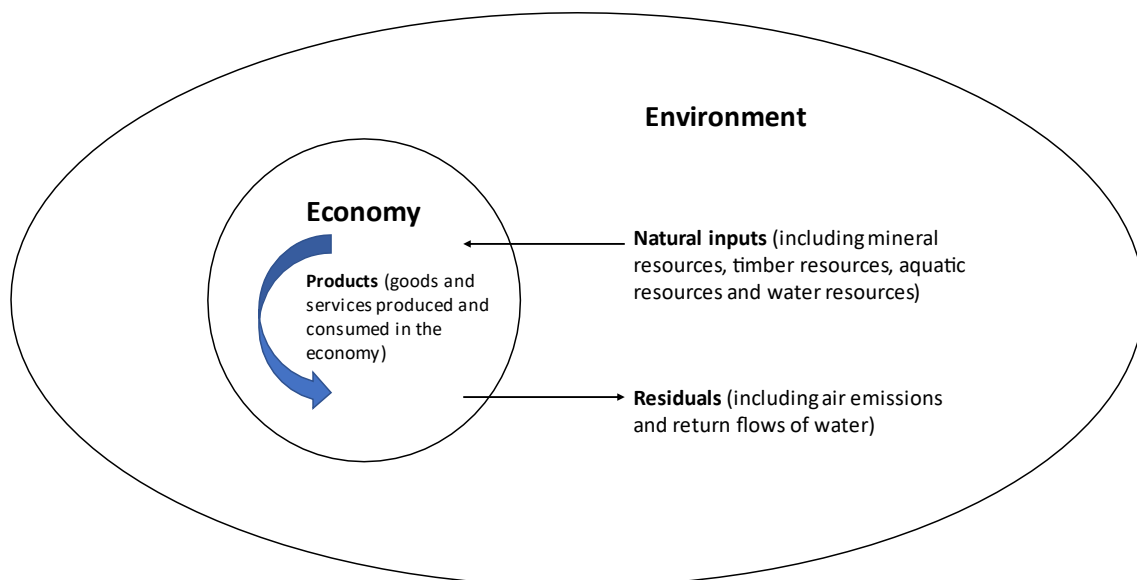 Environment
Economy
Products (goods and
services produced and
consumed in the
economy)
Natural inputs (including mineral
resources, timber resources, aquatic
resources and water resources)
Residuals (including air emissions
and return flows of water)